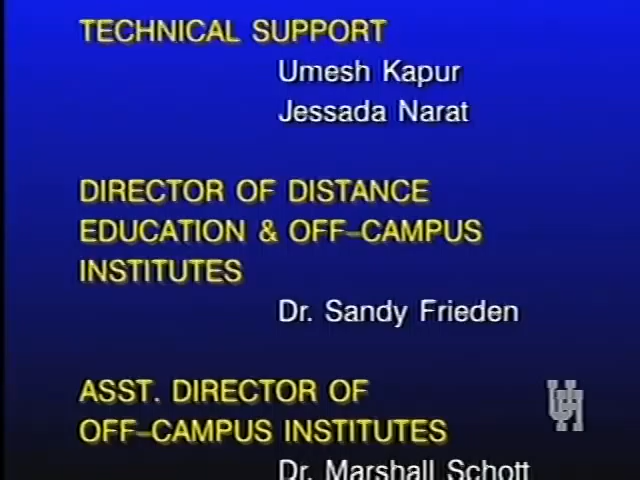 TECHNICAL SUPPORT
Umesh Kapur
Jessada Narat
DIRECTOR OF DISTANCE
EDUCATION & OFF–CAMPUS
INSTITUTES
Dr. Sandy Frieden
ASST. DIRECTOR OF
OFF–CAMPUS INSTITUTES
UH
Dr. Marshall Schott